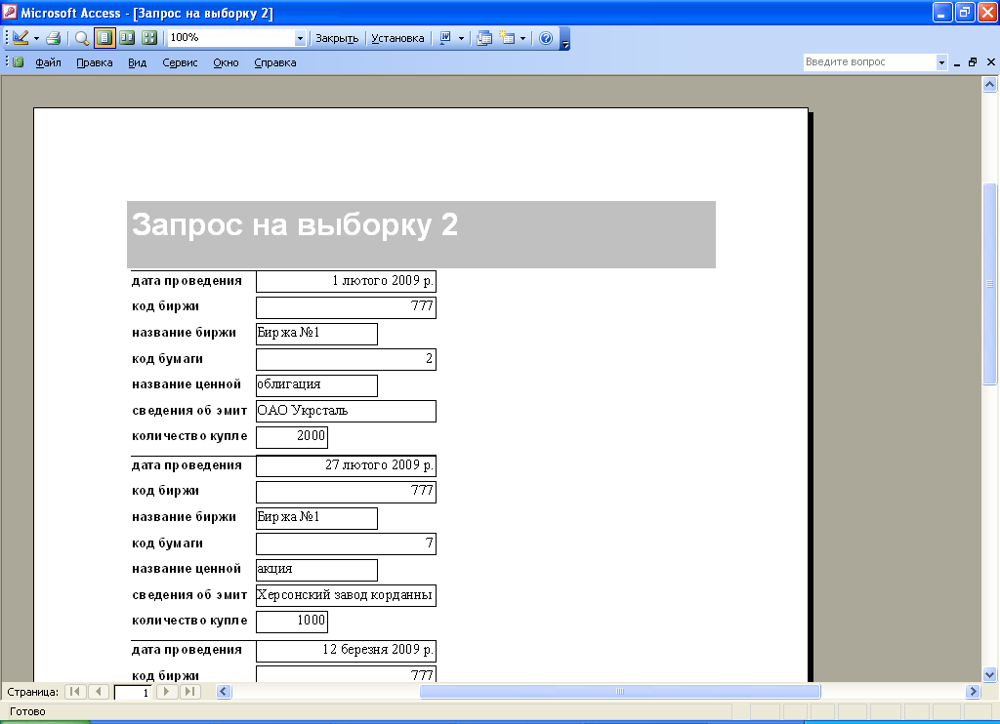 Microsoft Access - [Запрос на выборку 2]
100% Закрыть Установка
Файл Правка Вид Сервис Окно Справка Введите вопрос
Запрос на выборку 2
дата проведения 1 лютого 2009 р.
код биржи 777
название биржи Биржа №1
код бумаги 2
название ценной облигация
сведения об эмит ОАО Укрсталь
количество купле 2000
дата проведения 27 лютого 2009 р.
код биржи 777
название биржи Биржа №1
код бумаги 7
название ценной акция
сведения об эмит Херсонский завод корданны
количество купле 1000
дата проведения 12 березня 2009 р.
код биржи 777
Страница: 1
Готово